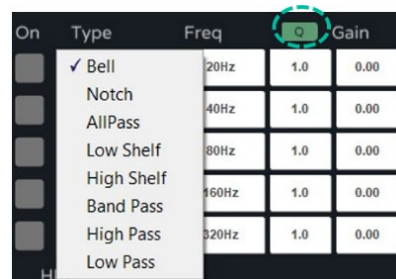 On Type Freq Q Gain
✓ Bell 20Hz 1.0 0.00
Notch
AllPass 40Hz 1.0 0.00
Low Shelf 80Hz 1.0 0.00
High Shelf
Band Pass 160Hz 1.0 0.00
High Pass 320Hz 1.0 0.00
Low Pass